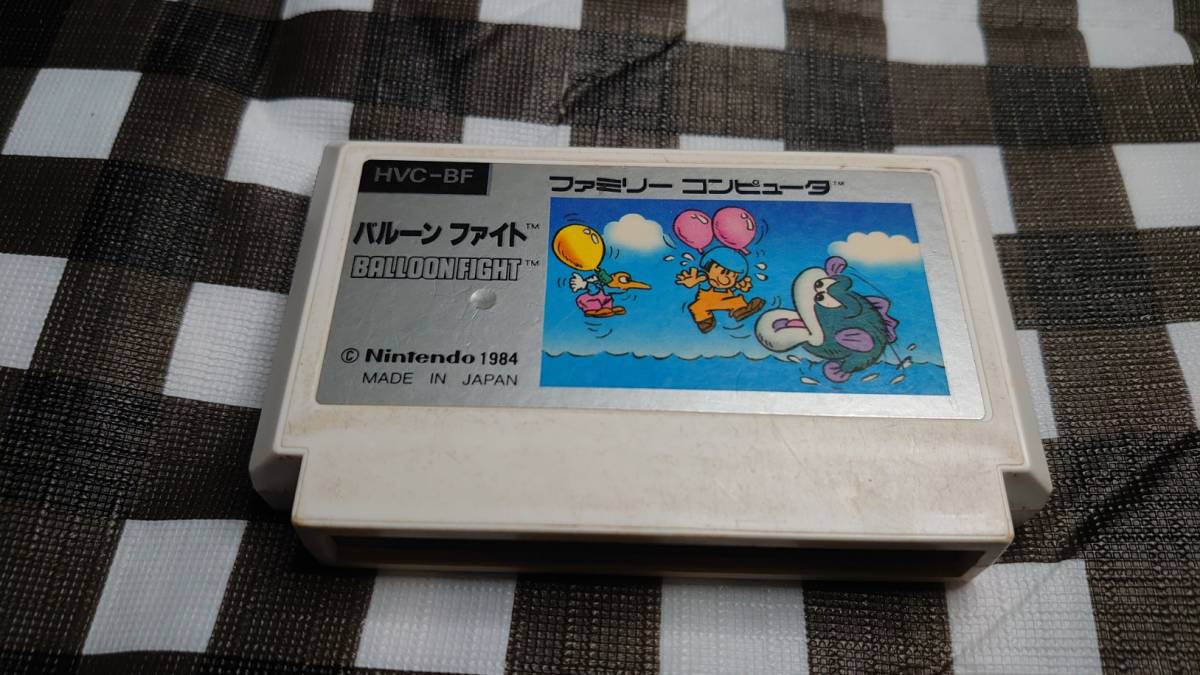 HVC-BF
ファミリー コンピュータ™
バルーン ファイト™
BALLOON FIGHT™
© Nintendo 1984
MADE IN JAPAN